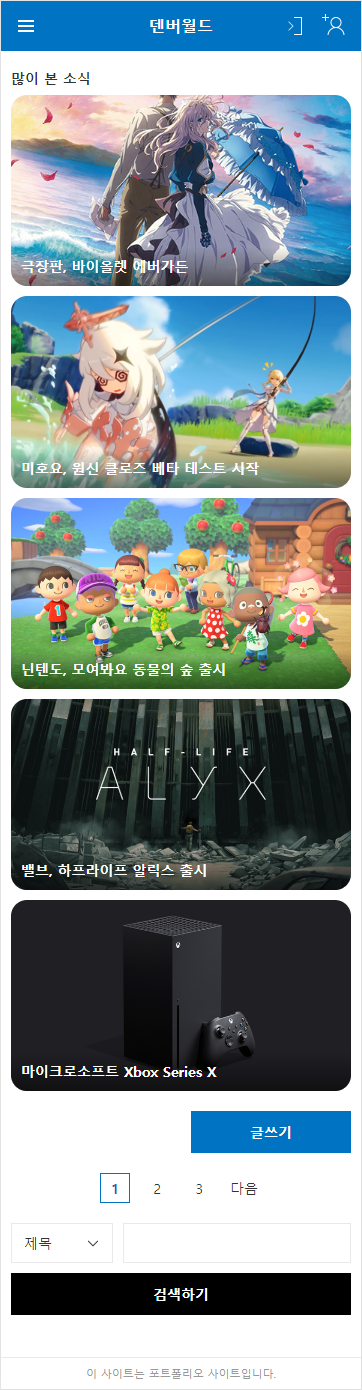 덴버월드
많이 본 소식
극장판, 바이올렛 에버가든
미호요, 원신 클로즈 베타 테스트 시작
닌텐도, 모여봐요 동물의 숲 출시
HALF-LIFE
ALYX
밸브, 하프라이프 알릭스 출시
마이크로소프트 Xbox Series X
글쓰기
1 2 3 다음
제목
검색하기
이 사이트는 포트폴리오 사이트입니다.